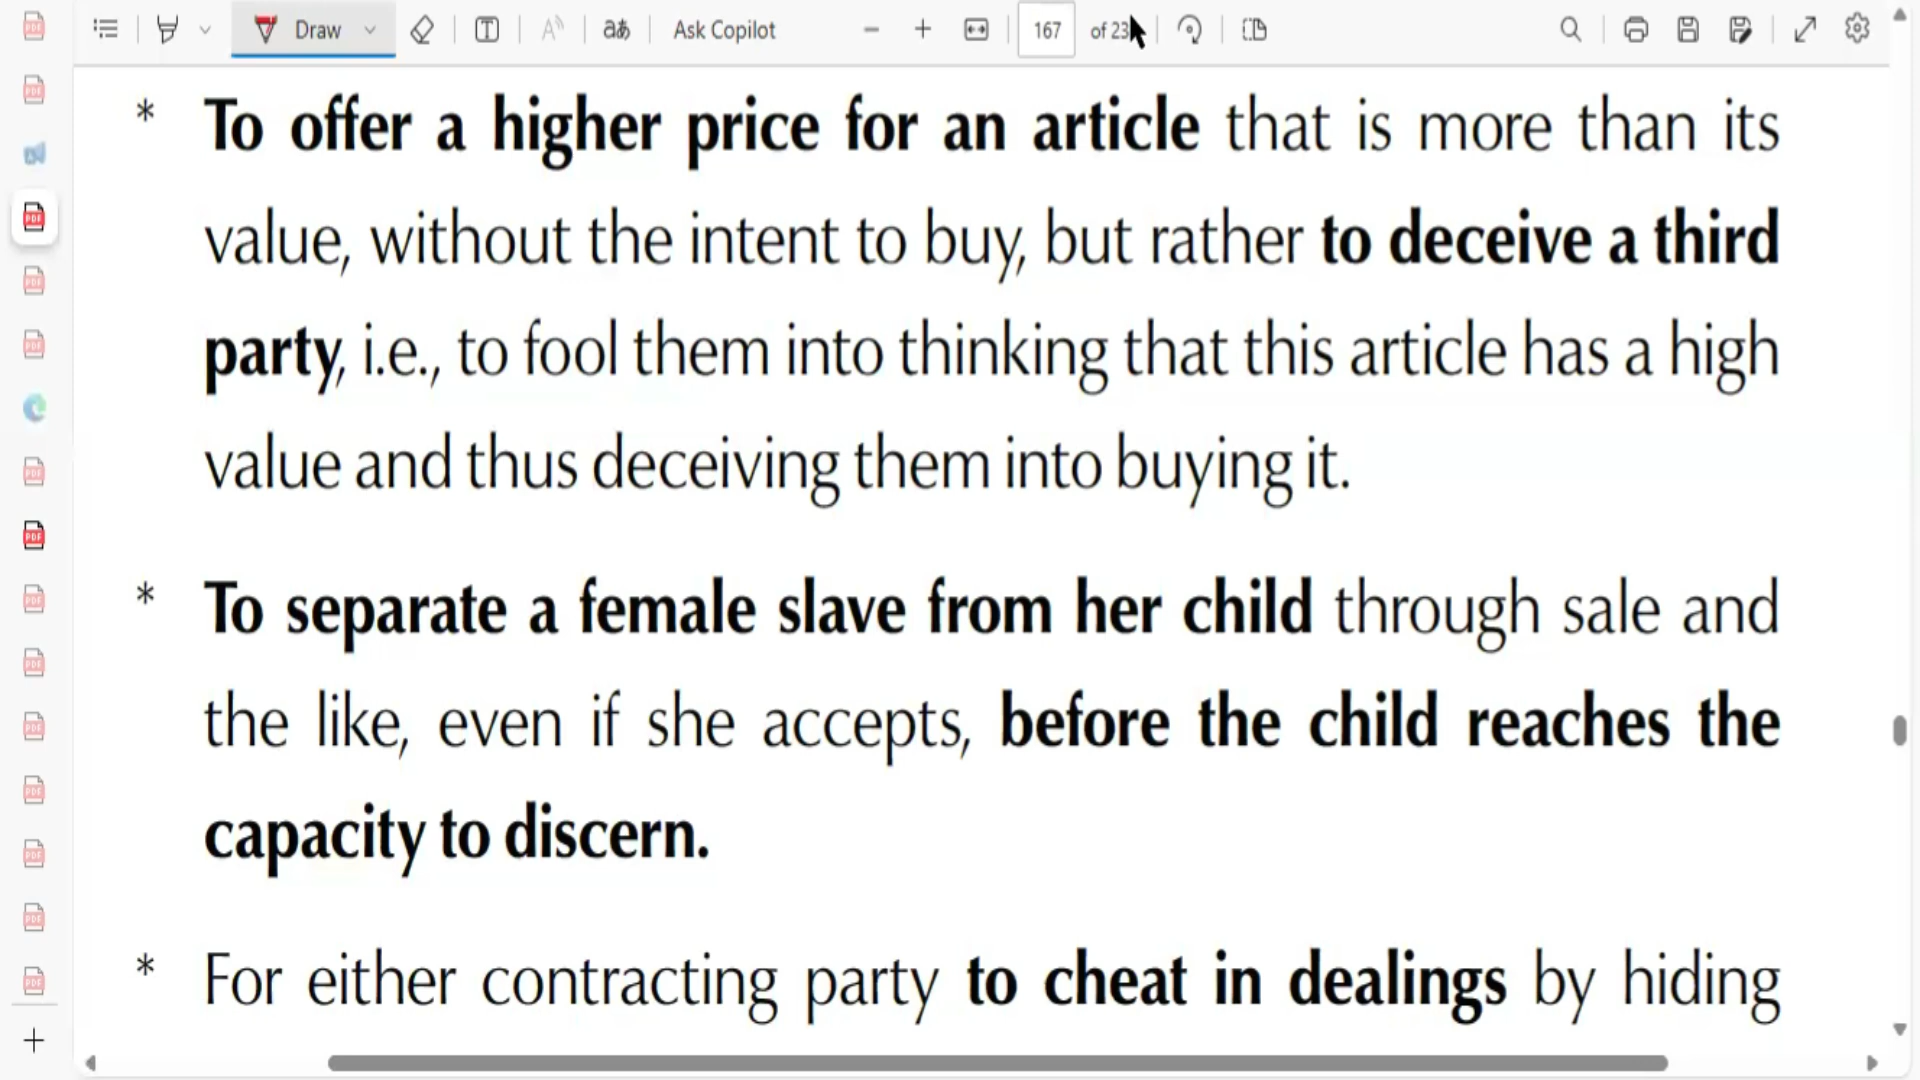 Draw
Ask Copilot
167
of 23
* To offer a higher price for an article that is more than its
value, without the intent to buy, but rather to deceive a third
party, i.e., to fool them into thinking that this article has a high
value and thus deceiving them into buying it.
* To separate a female slave from her child through sale and
the like, even if she accepts, before the child reaches the
capacity to discern.
* For either contracting party to cheat in dealings by hiding